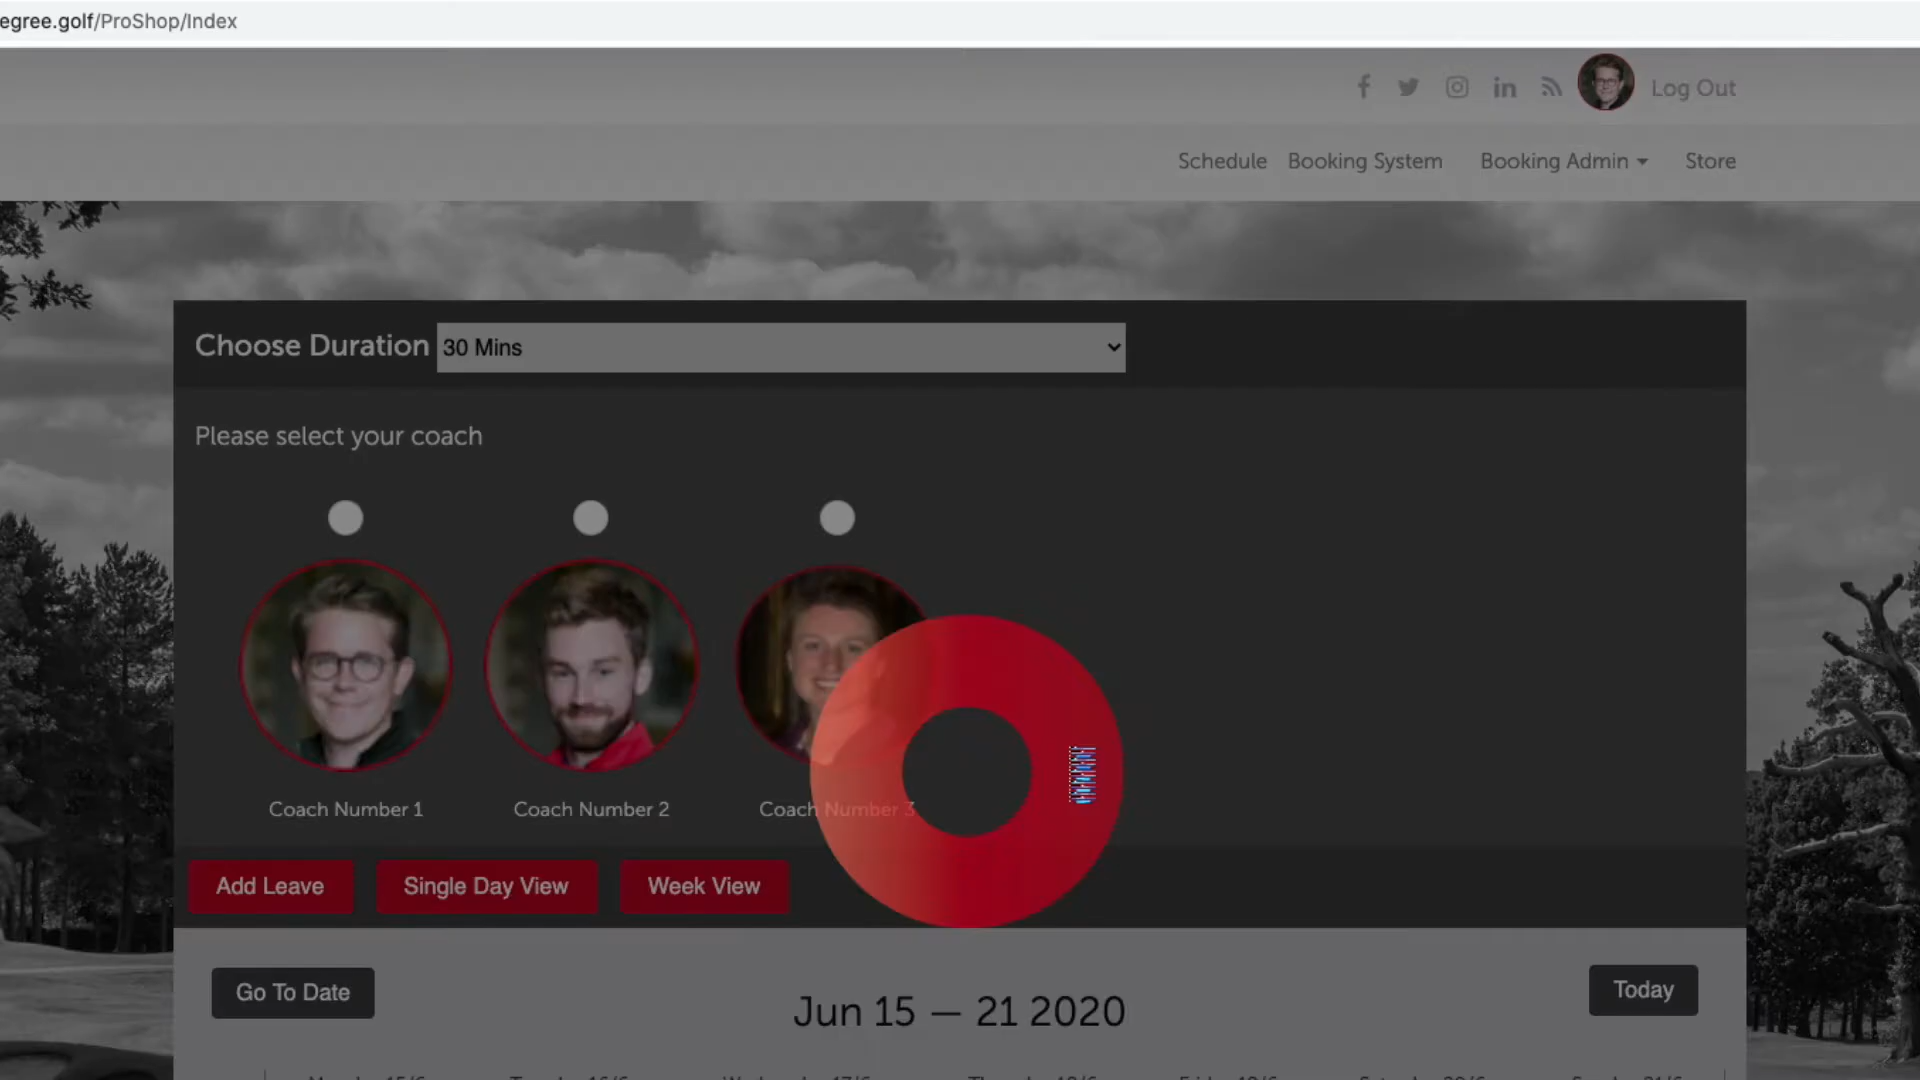 egree.golf/ProShop/Index
Log Out
Schedule Booking System Booking Admin Store
Choose Duration 30 Mins
Please select your coach
Coach Number 1 Coach Number 2 Coach Number 3
Add Leave Single Day View Week View
Go To Date Jun 15 — 21 2020 Today